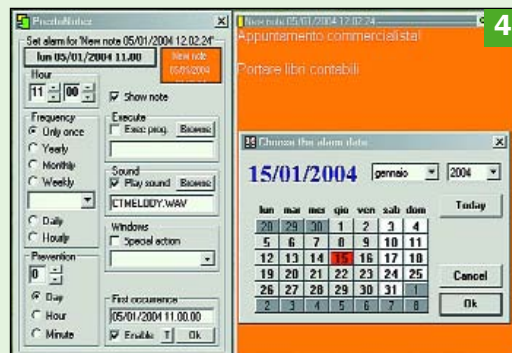 PrestoNotez
Set alarm for 'New note 05/01/2004 12.02.24'
lun 05/01/2004 11.00
New note
05/01/2004
Hour
11 : 00
Show note
Frequency
Only once
Yearly
Monthly
Weekly
Daily
Hourly
Execute
Exec prog. Browse
Sound
Play sound Browse
CTMELODY.WAV
Windows
Special action
Prevention
0
Day
Hour
Minute
First occurrence
05/01/2004 11.00.00
Enable T Ok
New note 05/01/2004 12.02.24
4
Appuntamento commercialista!
Portare libri contabili
Choose the alarm date
15/01/2004 gennaio 2004
lun mar mer gio ven sab dom
29 30 1 2 3 4
5 6 7 8 9 10 11
12 13 14 15 16 17 18
19 20 21 22 23 24 25
26 27 28 29 30 31 1
2 3 4 5 6 7 8
Today
Cancel
Ok